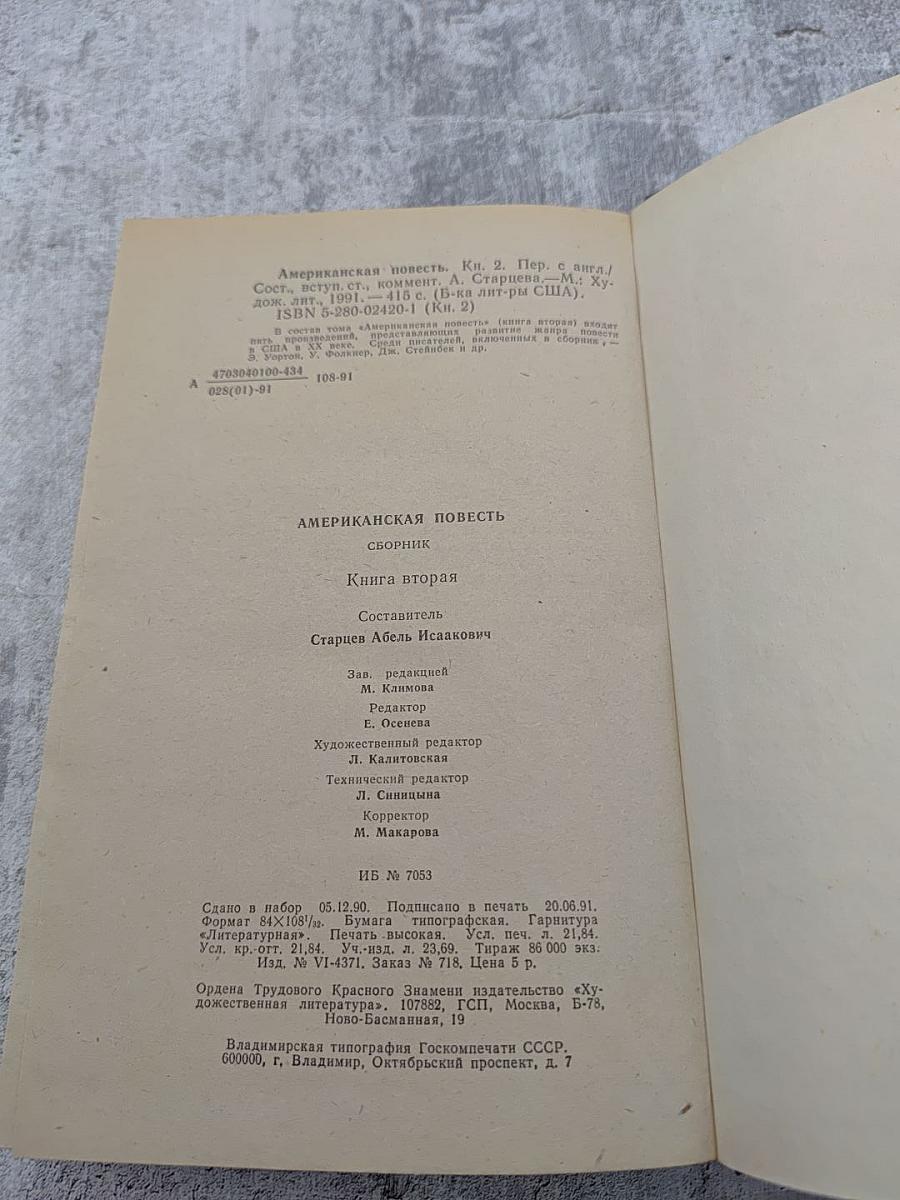 Американская повесть. Кн. 2. Пер. с англ./
Сост., вступ. ст., коммент. А. Старцева.—М.: Ху-
дож. лит., 1991.— 415 с. (Б-ка лит-ры США).
ISBN 5-280-02420-1 (Кн. 2)
В состав тома «Американская повесть» (книга вторая) входят
пять произведений, представляющих развитие жанра повести
в США в XX веке. Среди писателей, включенных в сборник,—
Э. Уортон, У. Фолкнер, Дж. Стейнбек и др.
А 4703040100-434 108-91
028(01)-91
АМЕРИКАНСКАЯ ПОВЕСТЬ
СБОРНИК
Книга вторая
Составитель
Старцев Абель Исаакович
Зав. редакцией
М. Климова
Редактор
Е. Осенева
Художественный редактор
Л. Калитовская
Технический редактор
Л. Синицына
Корректор
М. Макарова
ИБ № 7053
Сдано в набор 05.12.90. Подписано в печать 20.06.91.
Формат 84×108¹/₃₂. Бумага типографская. Гарнитура
«Литературная». Печать высокая. Усл. печ. л. 21,84.
Усл. кр.-отт. 21,84. Уч.-изд. л. 23,69. Тираж 86 000 экз.
Изд. № VI-4371. Заказ № 718. Цена 5 р.
Ордена Трудового Красного Знамени издательство «Ху-
дожественная литература». 107882, ГСП, Москва, Б-78,
Ново-Басманная, 19
Владимирская типография Госкомпечати СССР.
600000, г. Владимир, Октябрьский проспект, д. 7